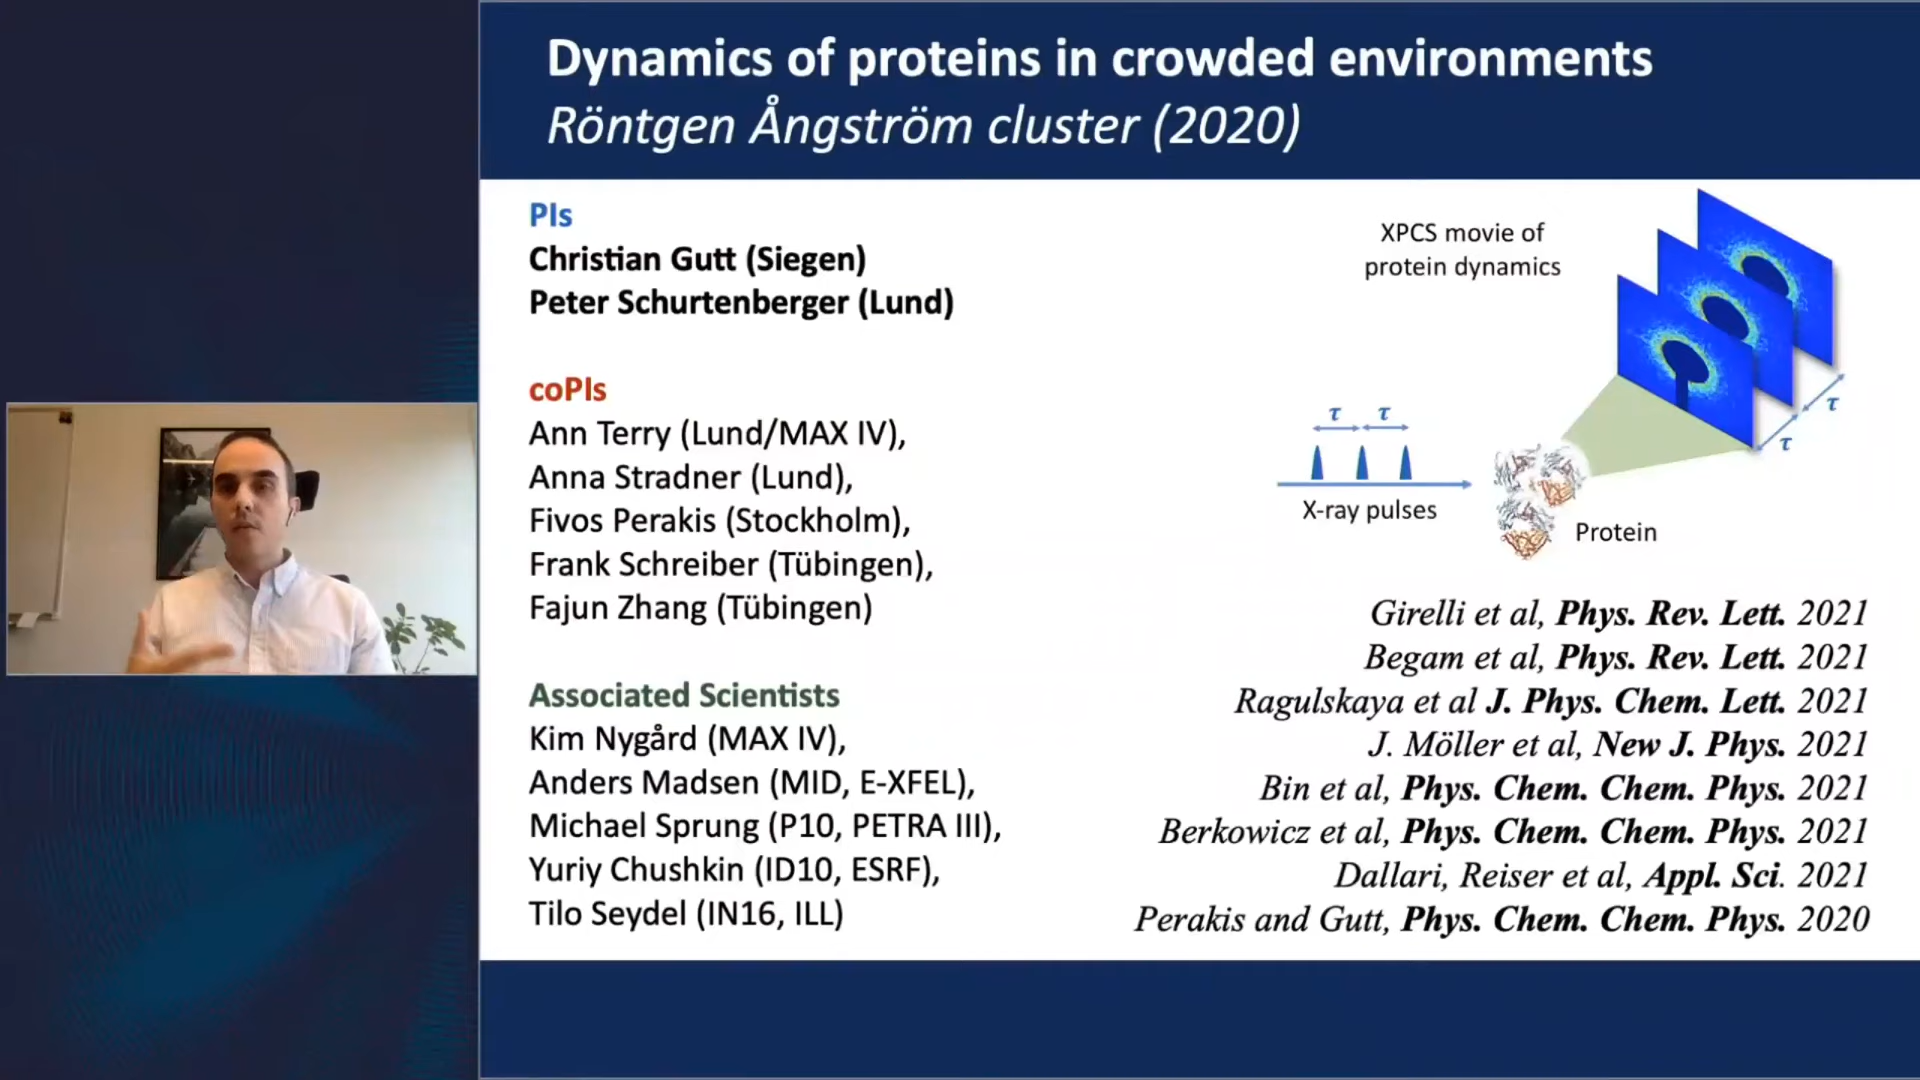 Dynamics of proteins in crowded environments
Röntgen Ångström cluster (2020)
PIs
Christian Gutt (Siegen)
Peter Schurtenberger (Lund)
coPIs
Ann Terry (Lund/MAX IV),
Anna Stradner (Lund),
Fivos Perakis (Stockholm),
Frank Schreiber (Tübingen),
Fajun Zhang (Tübingen)
Associated Scientists
Kim Nygård (MAX IV),
Anders Madsen (MID, E-XFEL),
Michael Sprung (P10, PETRA III),
Yuriy Chushkin (ID10, ESRF),
Tilo Seydel (IN16, ILL)
XPCS movie of
protein dynamics
τ τ
τ
τ
X-ray pulses
Protein
Girelli et al, Phys. Rev. Lett. 2021
Begam et al, Phys. Rev. Lett. 2021
Ragulskaya et al J. Phys. Chem. Lett. 2021
J. Möller et al, New J. Phys. 2021
Bin et al, Phys. Chem. Chem. Phys. 2021
Berkowicz et al, Phys. Chem. Chem. Phys. 2021
Dallari, Reiser et al, Appl. Sci. 2021
Perakis and Gutt, Phys. Chem. Chem. Phys. 2020